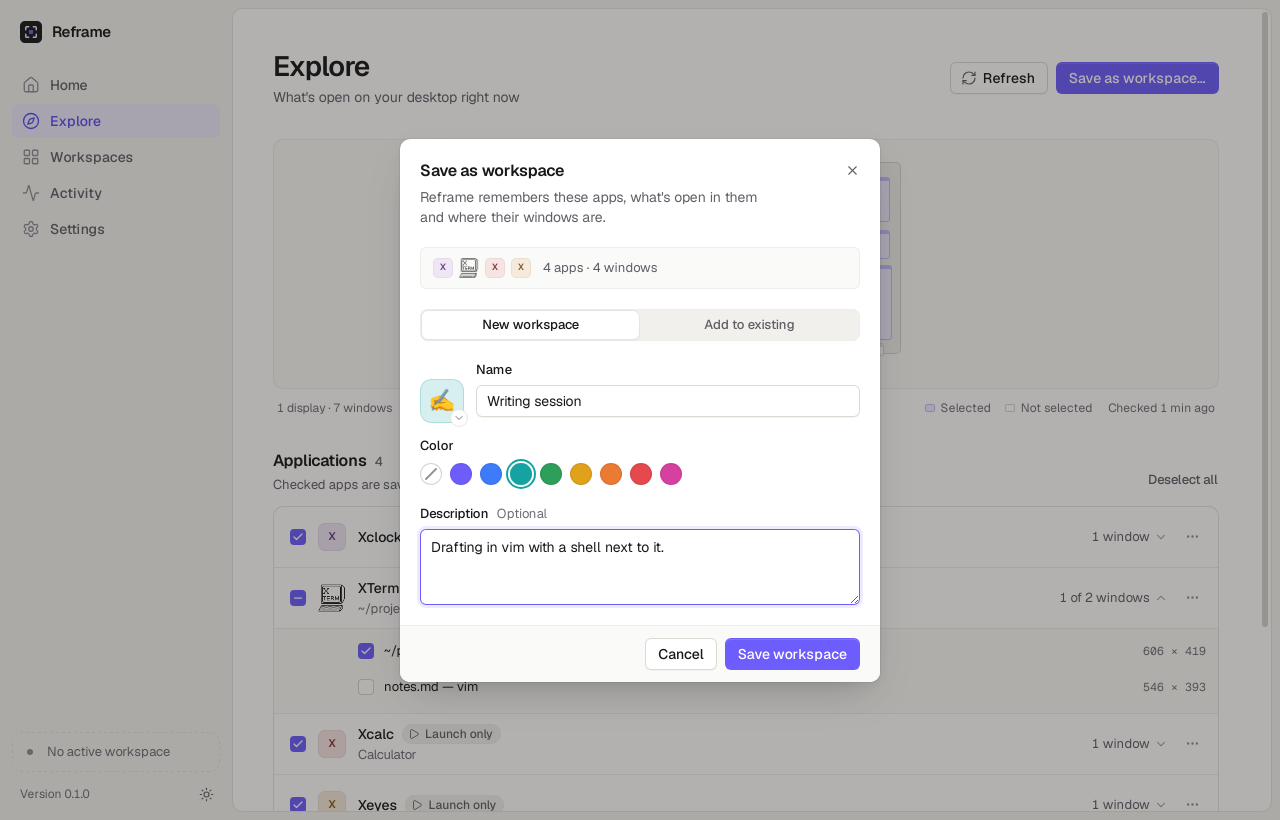 Reframe
Home
Explore
Workspaces
Activity
Settings
No active workspace
Version 0.1.0
Explore
What's open on your desktop right now
Refresh
Save as workspace…
1 display · 7 windows
Selected
Not selected
Checked 1 min ago
Applications 4
Checked apps are
Deselect all
X Xclock
1 window
X TERM XTerm
1 of 2 windows
606 × 419
notes.md — vim
546 × 393
X Xcalc Launch only
Calculator
1 window
X Xeyes Launch only
1 window
Save as workspace
Reframe remembers these apps, what's open in them
and where their windows are.
X X TERM X X 4 apps · 4 windows
New workspace
Add to existing
Name
Writing session
Color
Description Optional
Drafting in vim with a shell next to it.
Cancel
Save workspace